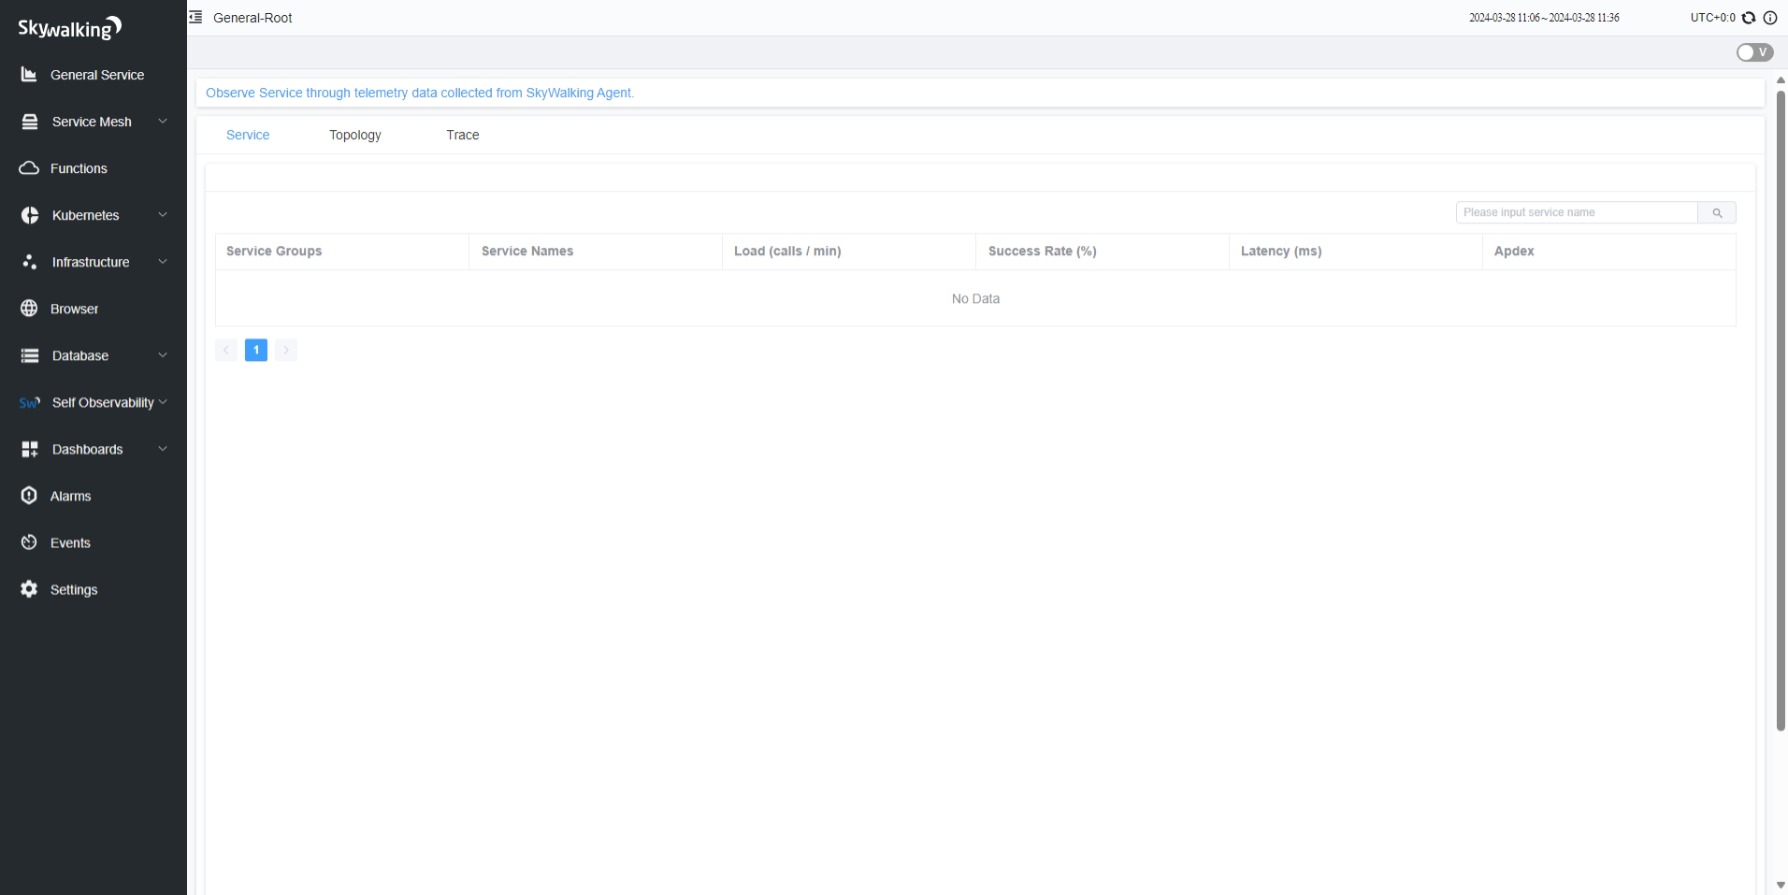 Skywalking
General-Root
2024-03-28 11:06 ~ 2024-03-28 11:36
UTC+0:0
V
General Service
Service Mesh
Functions
Kubernetes
Infrastructure
Browser
Database
Sw Self Observability
Dashboards
Alarms
Events
Settings
Observe Service through telemetry data collected from SkyWalking Agent.
Service Topology Trace
Please input service name
Service Groups Service Names Load (calls / min) Success Rate (%) Latency (ms) Apdex
No Data
1